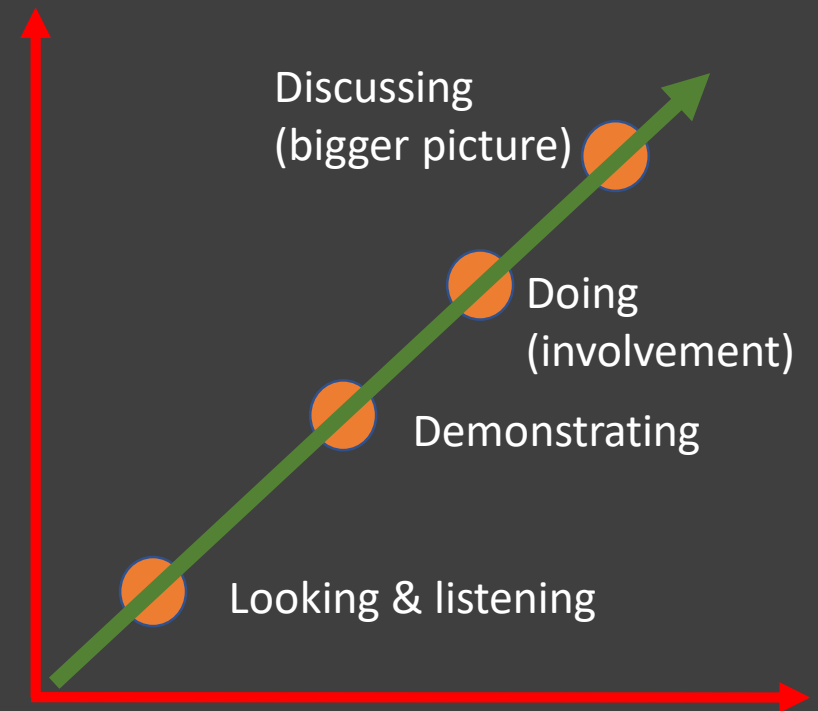 Discussing
(bigger picture)
Doing
(involvement)
Demonstrating
Looking & listening